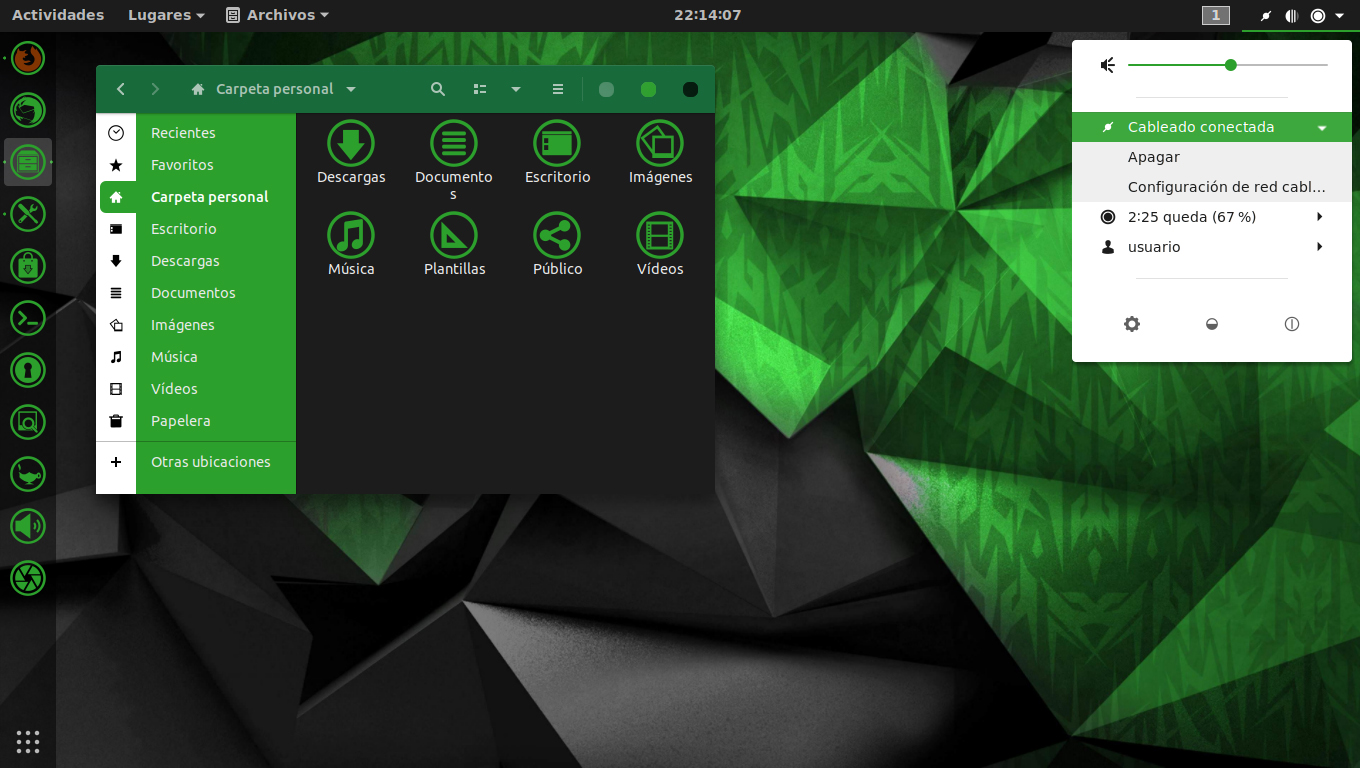 Actividades
Lugares
Archivos
22:14:07
1
Carpeta personal
Recientes
Favoritos
Carpeta personal
Escritorio
Descargas
Documentos
Imágenes
Música
Vídeos
Papelera
Otras ubicaciones
Descargas
Documento
s
Escritorio
Imágenes
Música
Plantillas
Público
Vídeos
Cableado conectada
Apagar
Configuración de red cabl…
2:25 queda (67 %)
usuario